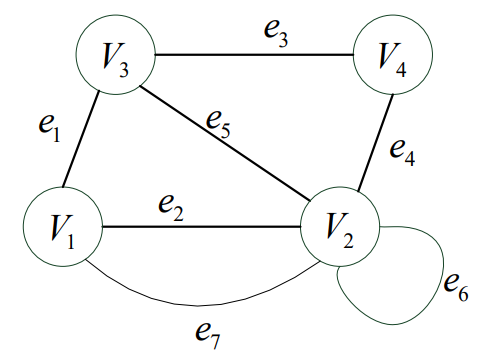 e₃
V₃
V₄
e₁
e₅
e₄
e₂
V₁
V₂
e₆
e₇